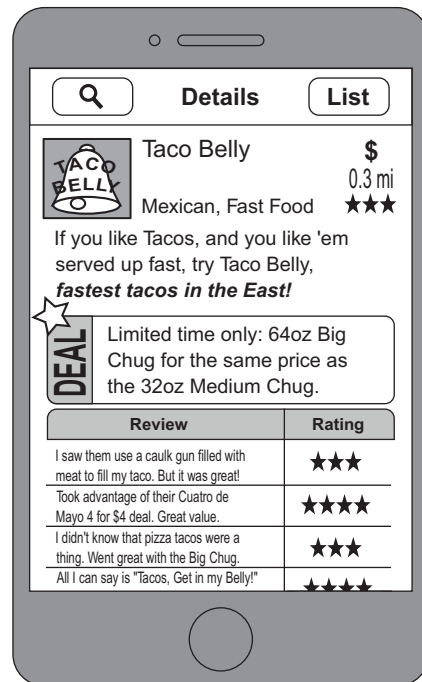 Details
List
TACO
BELLY
Taco Belly
$
0.3 mi
Mexican, Fast Food
If you like Tacos, and you like 'em
served up fast, try Taco Belly,
fastest tacos in the East!
DEAL
Limited time only: 64oz Big
Chug for the same price as
the 32oz Medium Chug.
Review
Rating
I saw them use a caulk gun filled with
meat to fill my taco. But it was great!
Took advantage of their Cuatro de
Mayo 4 for $4 deal. Great value.
I didn't know that pizza tacos were a
thing. Went great with the Big Chug.
All I can say is "Tacos, Get in my Belly!"